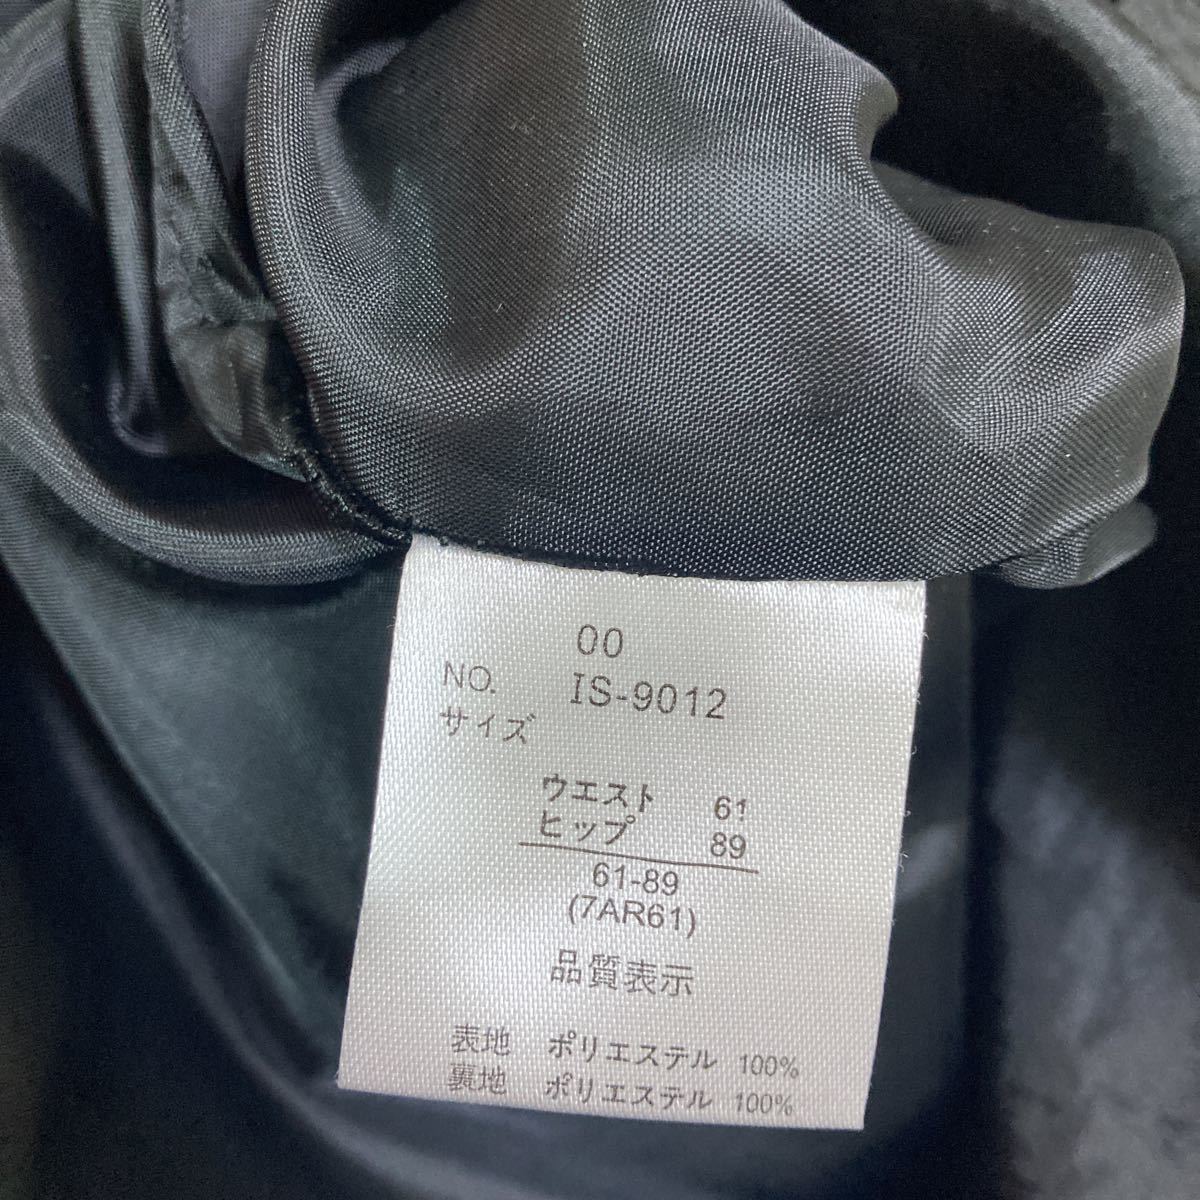 00
NO. IS-9012
サイズ
ウエスト 61
ヒップ 89
61-89
(7AR61)
品質表示
表地 ポリエステル 100%
裏地 ポリエステル 100%